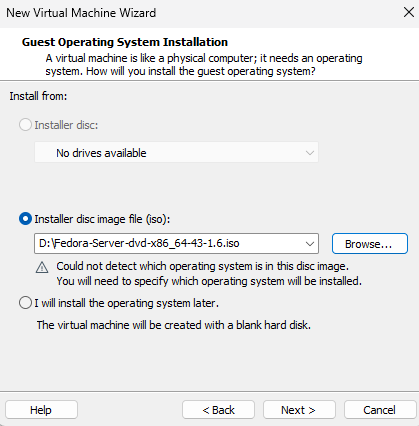 New Virtual Machine Wizard
Guest Operating System Installation
A virtual machine is like a physical computer; it needs an operating
system. How will you install the guest operating system?
Install from:
Installer disc:
No drives available
Installer disc image file (iso):
D:\Fedora-Server-dvd-x86_64-43-1.6.iso
Browse...
Could not detect which operating system is in this disc image.
You will need to specify which operating system will be installed.
I will install the operating system later.
The virtual machine will be created with a blank hard disk.
Help
< Back
Next >
Cancel